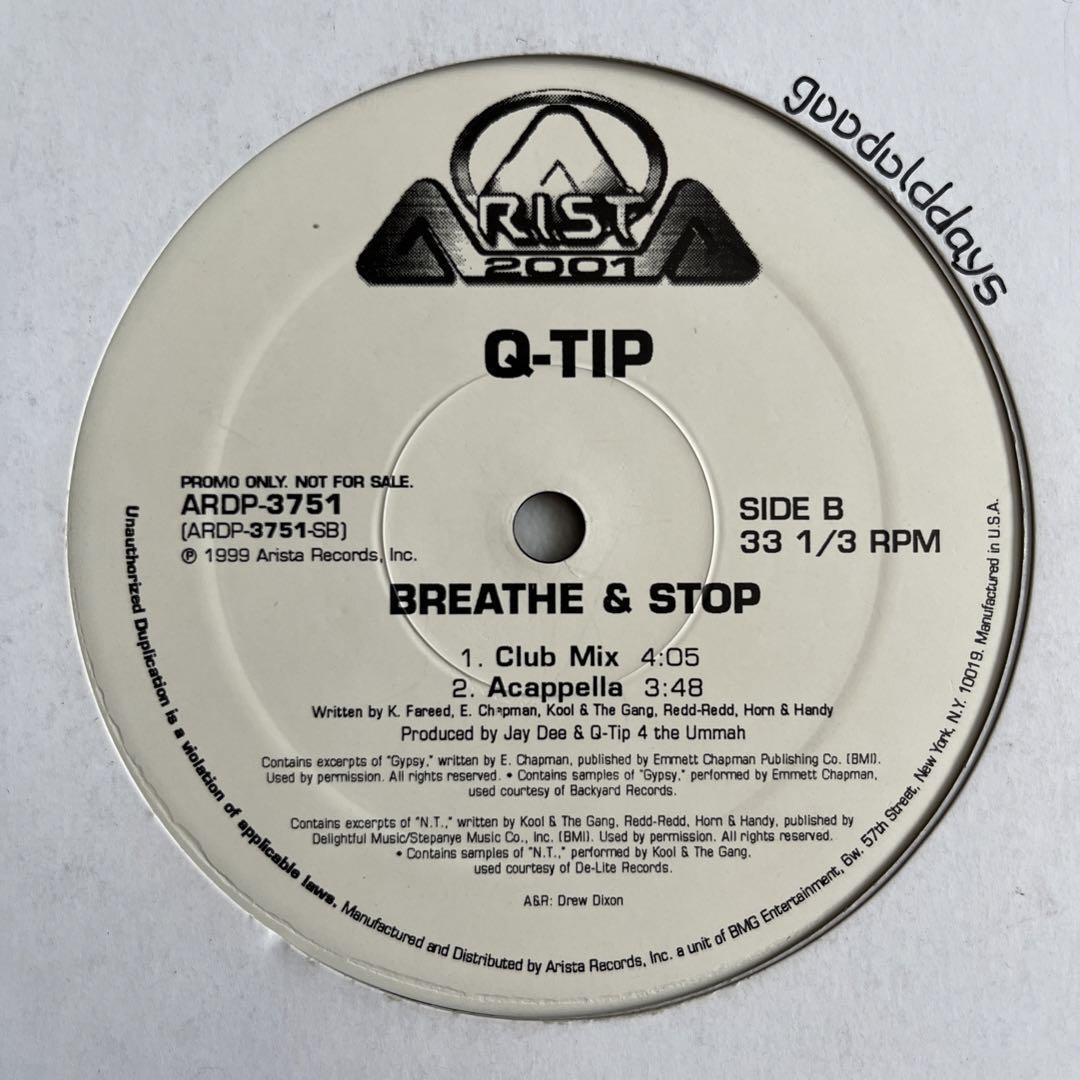 gooodolddays
ARISTA
2001
Q-TIP
PROMO ONLY. NOT FOR SALE.
ARDP-3751
(ARDP-3751-SB)
℗ 1999 Arista Records, Inc.
SIDE B
33 1/3 RPM
BREATHE & STOP
1. Club Mix 4:05
2. Acappella 3:48
Written by K. Fareed, E. Chapman, Kool & The Gang, Redd-Redd, Horn & Handy
Produced by Jay Dee & Q-Tip 4 the Ummah
Contains excerpts of "Gypsy," written by E. Chapman, published by Emmett Chapman Publishing Co. (BMI).
Used by permission. All rights reserved. • Contains samples of "Gypsy," performed by Emmett Chapman,
used courtesy of Backyard Records.
Contains excerpts of "N.T.," written by Kool & The Gang, Redd-Redd, Horn & Handy, published by
Delightful Music/Stepanye Music Co., Inc. (BMI). Used by permission. All rights reserved.
• Contains samples of "N.T.," performed by Kool & The Gang,
used courtesy of De-Lite Records.
A&R: Drew Dixon
Unauthorized Duplication is a violation of applicable laws. Manufactured and Distributed by Arista Records, Inc. a unit of BMG Entertainment, 6w. 57th Street, New York, N.Y. 10019. Manufactured in U.S.A.